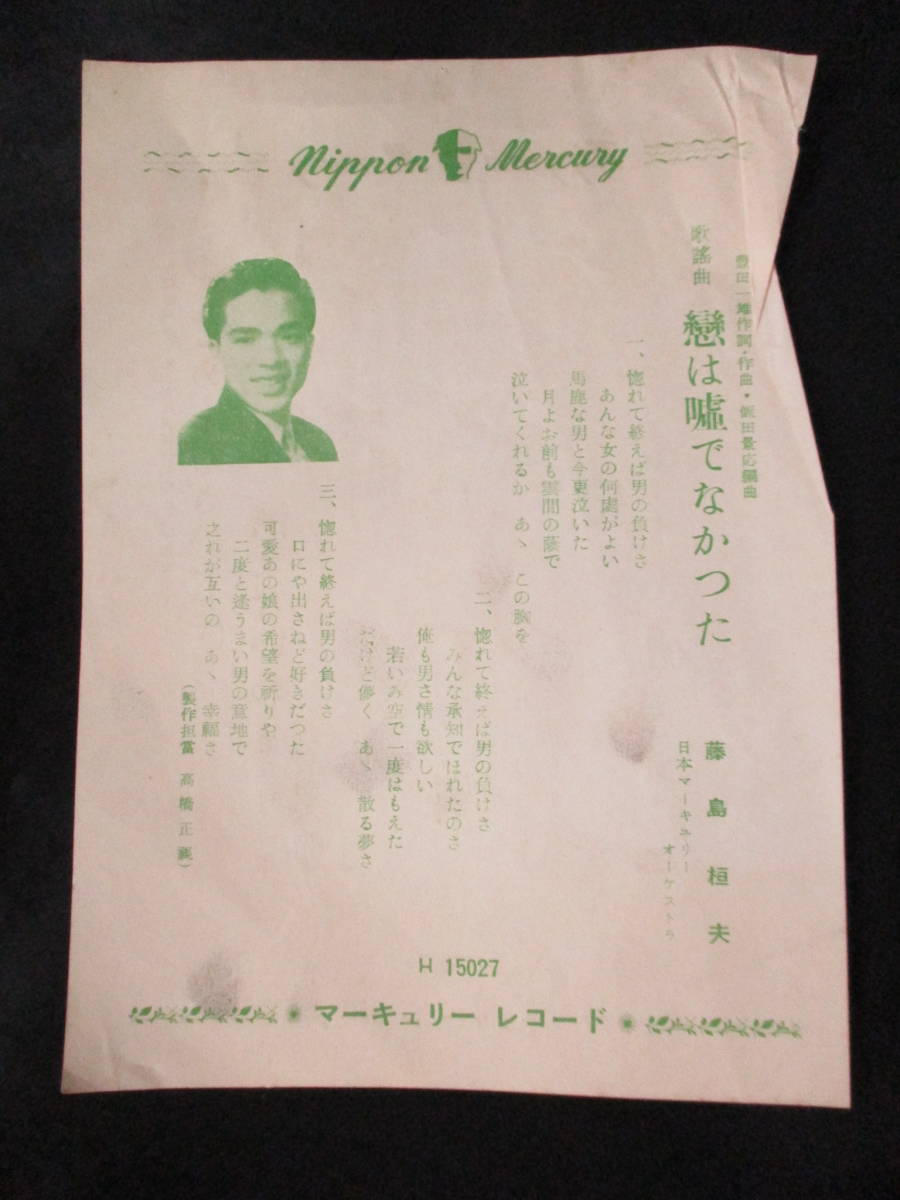 Nippon Mercury
豊田一雄作詞・作曲・飯田景応編曲
歌謡曲 戀は嘘でなかつた
藤島桓夫
日本マーキュリーオーケストラ
一、惚れて終えば男の負けさ
あんな女の何處がよい
馬鹿な男と今更泣いた
月よお前も雲間の蔭で
泣いてくれるか あゝ この胸を
二、惚れて終えば男の負けさ
みんな承知でほれたのさ
俺も男さ情も欲しい
若いみ空で一度はもえた
だけど儚く あゝ 散る夢さ
三、惚れて終えば男の負けさ
口にや出さねど好きだつた
可愛あの娘の希望を祈りや
二度と逢うまい男の意地で
之れが互いの あゝ 幸福さ
(製作担當 高橋正)
H 15027
マーキュリー レコード